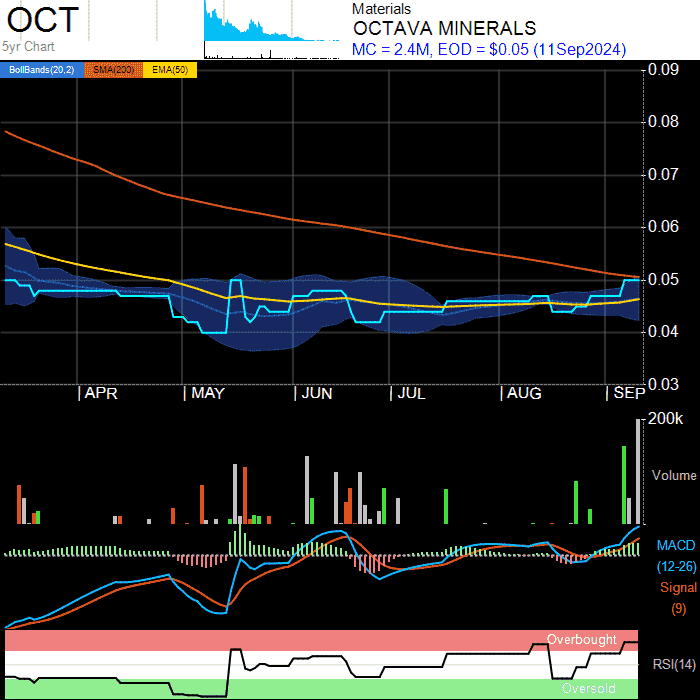 OCT
5yr Chart
Materials
OCTAVA MINERALS
MC = 2.4M, EOD = $0.05 (11Sep2024)
BollBands(20,2) SMA(200) EMA(50)
0.09
0.08
0.07
0.06
0.05
0.04
0.03
APR MAY JUN JUL AUG SEP
200k
Volume
MACD
(12-26)
Signal
(9)
Overbought
RSI(14)
Oversold